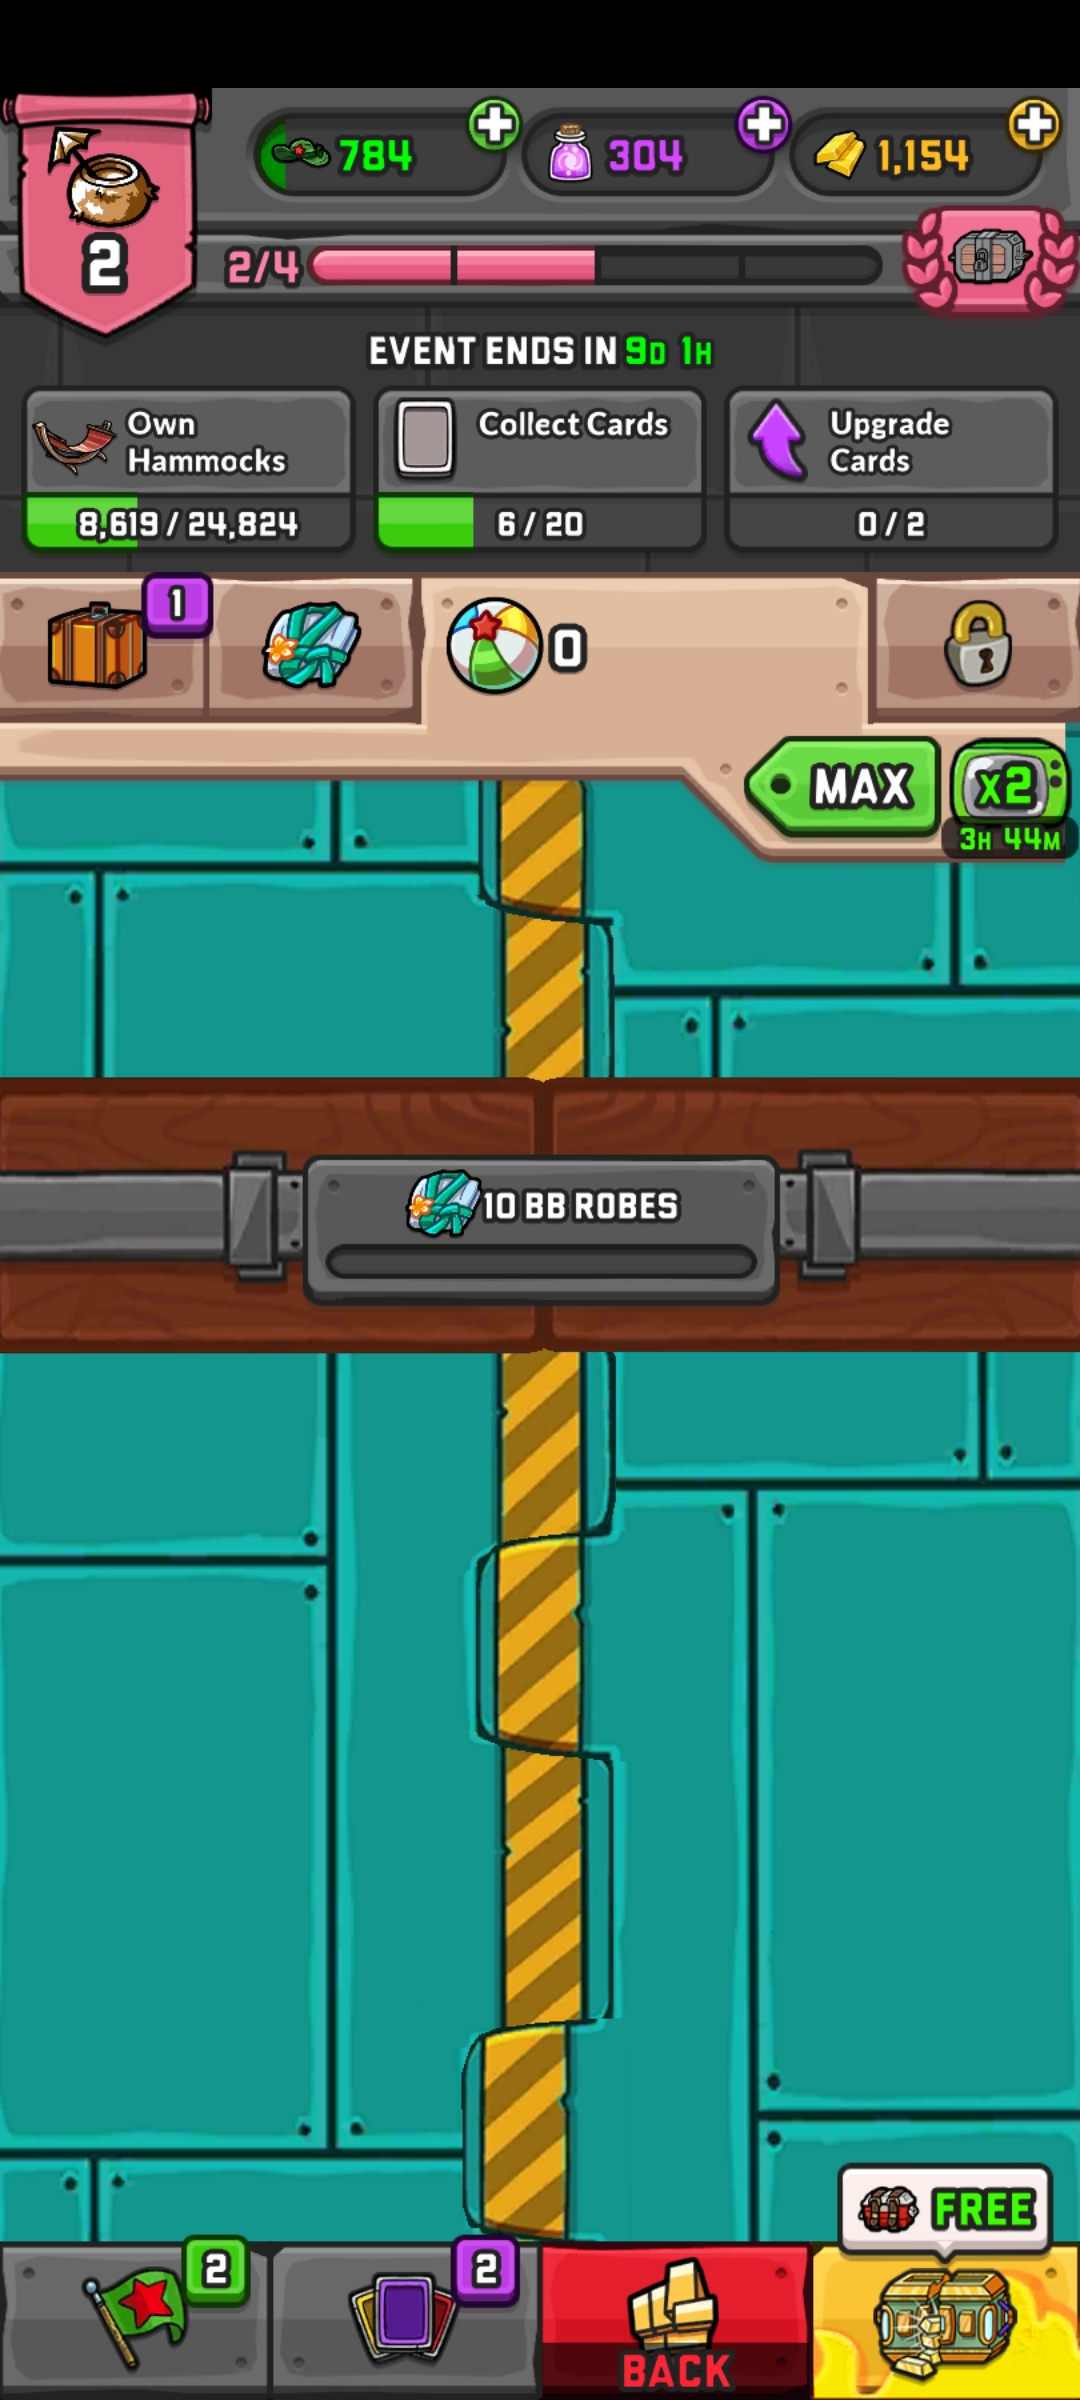 784
304
1,154
2
2/4
EVENT ENDS IN 9D 1H
Own
Hammocks
8,619 / 24,824
Collect Cards
6 / 20
Upgrade
Cards
0 / 2
1
0
MAX
x2
3H 44M
10 BB ROBES
FREE
2
2
BACK